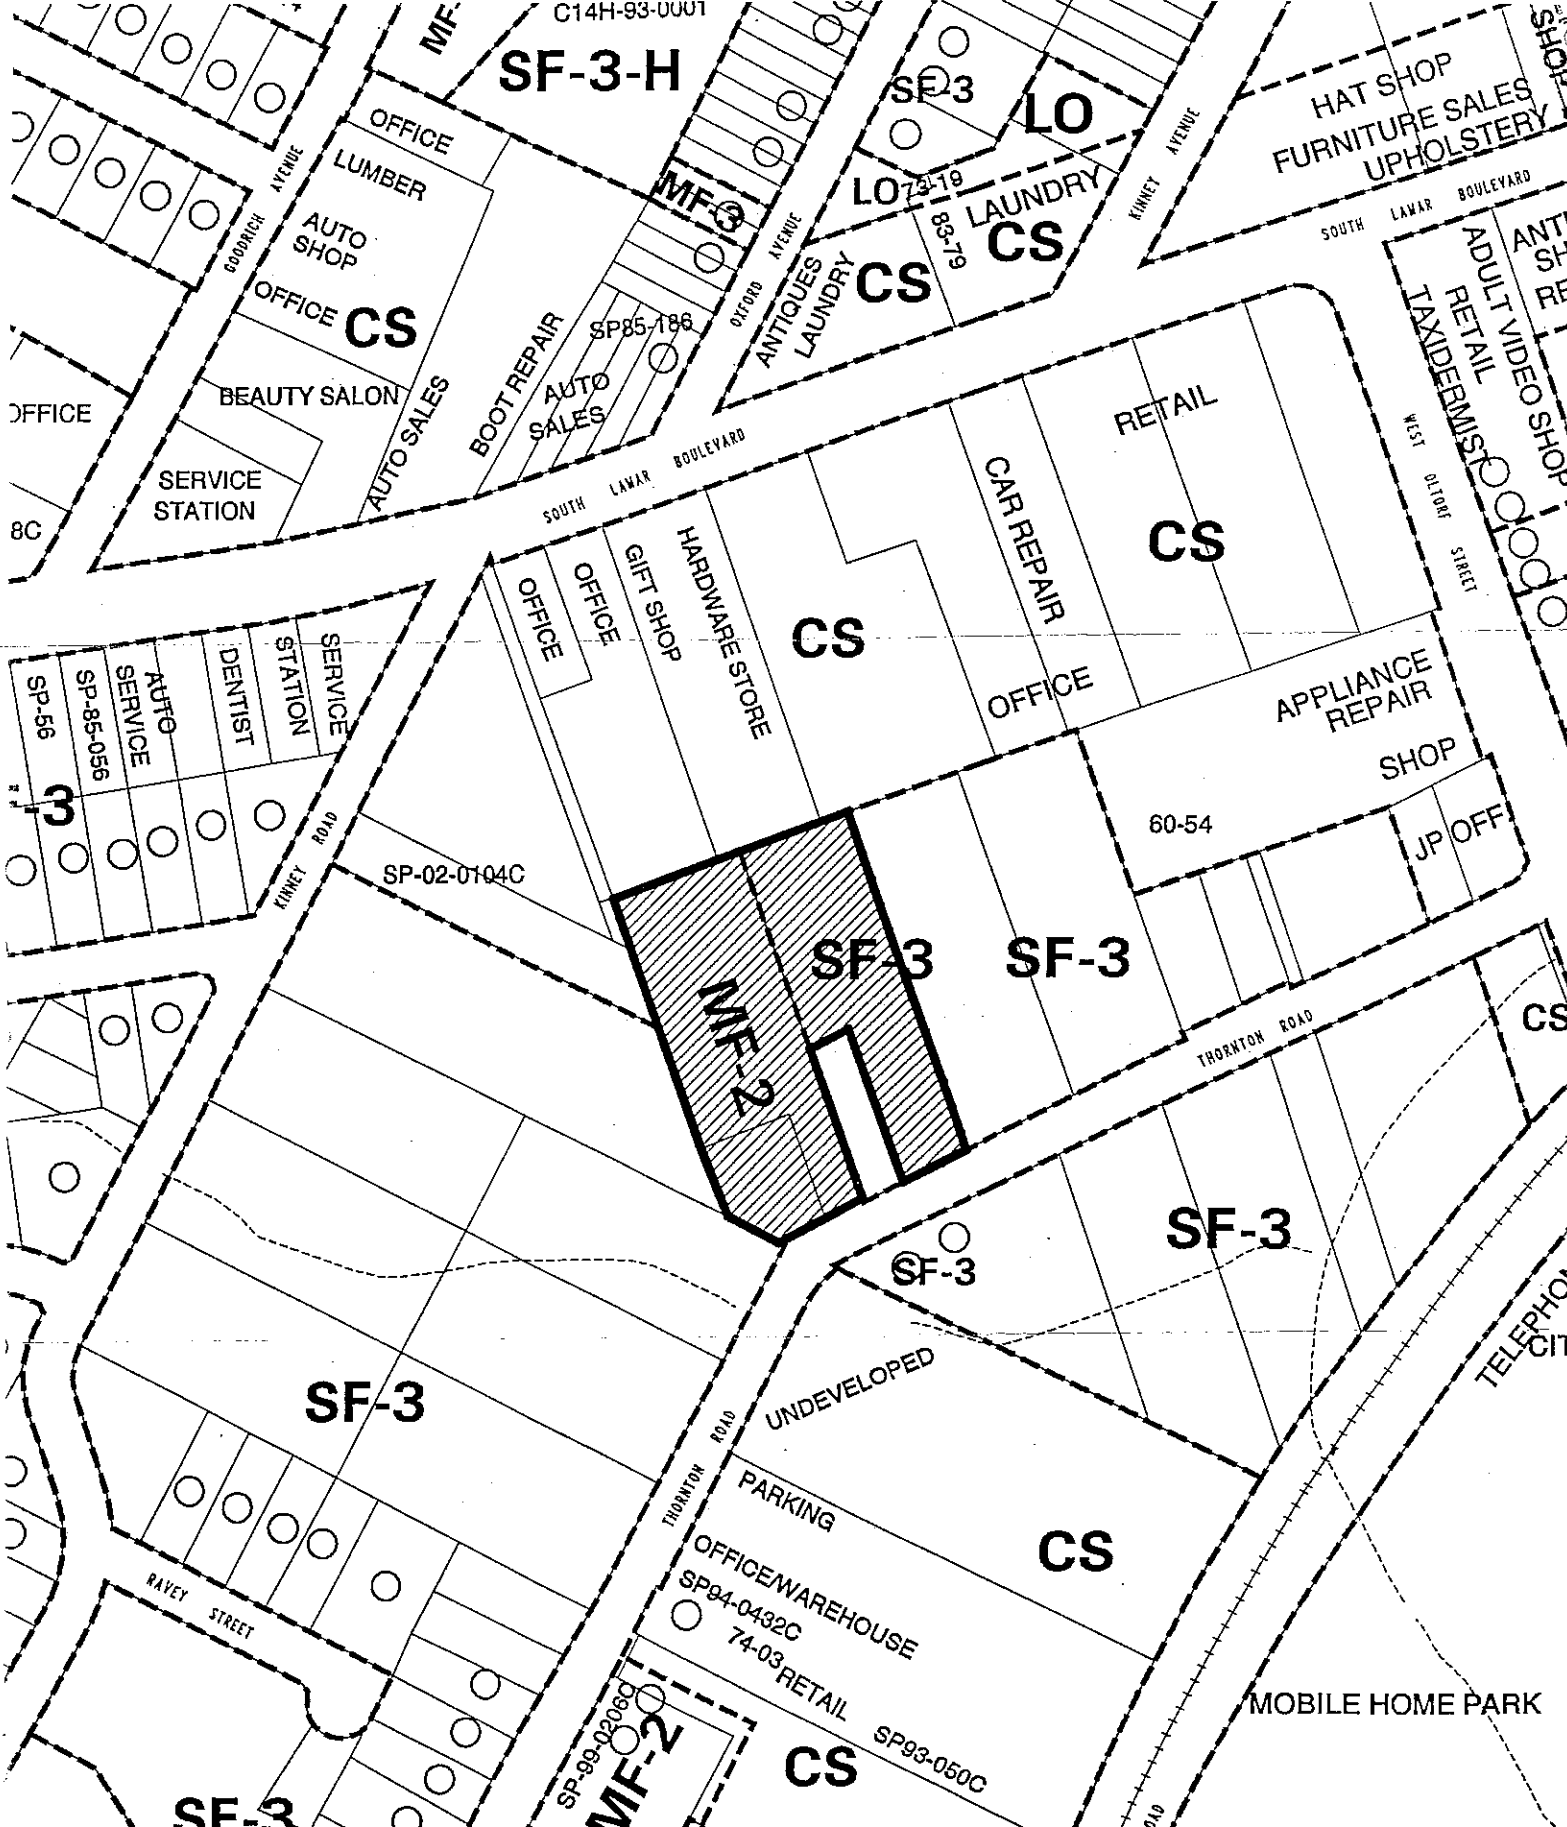 C14H-93-0001
SF-3-H
SF-3
LO
HAT SHOP
FURNITURE SALES
UPHOLSTERY
OFFICE
LUMBER
AUTO
SHOP
OFFICE
CS
GOODRICH AVENUE
MF-3
LO
73-19
83-79
LAUNDRY
CS
CS
KINNEY AVENUE
SOUTH LAMAR BOULEVARD
OXFORD AVENUE
ANTIQUES
LAUNDRY
BOOT REPAIR
SP85-186
AUTO
SALES
AUTO SALES
BEAUTY SALON
SERVICE
STATION
OFFICE
8C
SOUTH LAMAR BOULEVARD
RETAIL
CAR REPAIR
CS
WEST OLTORF STREET
TAXIDERMIST
RETAIL
ADULT VIDEO SHOP
OFFICE
OFFICE
GIFT SHOP
HARDWARE STORE
CS
OFFICE
APPLIANCE
REPAIR
SHOP
JP OFF.
60-54
SP-56
SP-85-056
AUTO
SERVICE
DENTIST
SERVICE
STATION
-3
KINNEY ROAD
SP-02-0104C
SF-3
SF-3
MF-2
THORNTON ROAD
CS
SF-3
SF-3
UNDEVELOPED
SF-3
THORNTON ROAD
PARKING
OFFICE/WAREHOUSE
SP94-0432C
74-03
RETAIL
SP93-050C
CS
RAVEY STREET
SP-99-0206C
MF-2
CS
MOBILE HOME PARK
SF-3